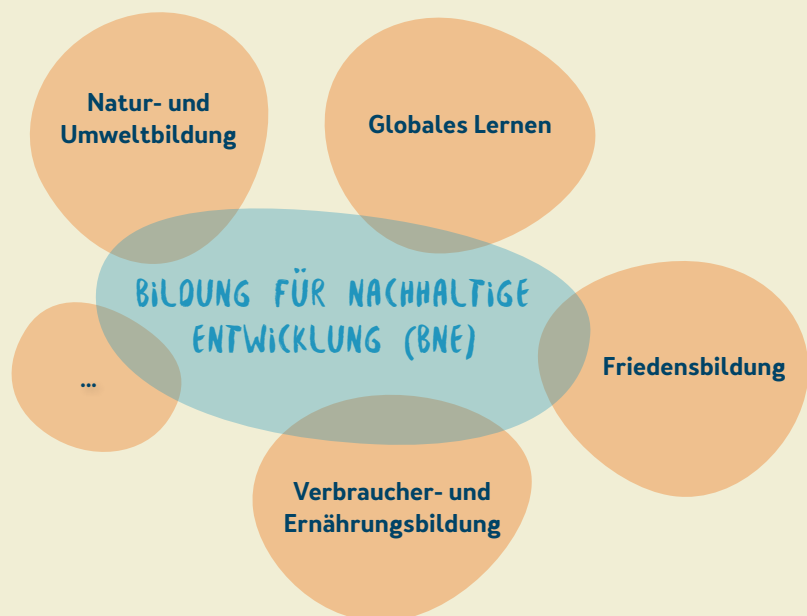 Natur- und
Umweltbildung
Globales Lernen
BILDUNG FÜR NACHHALTIGE
ENTWICKLUNG (BNE)
...
Friedensbildung
Verbraucher- und
Ernährungsbildung